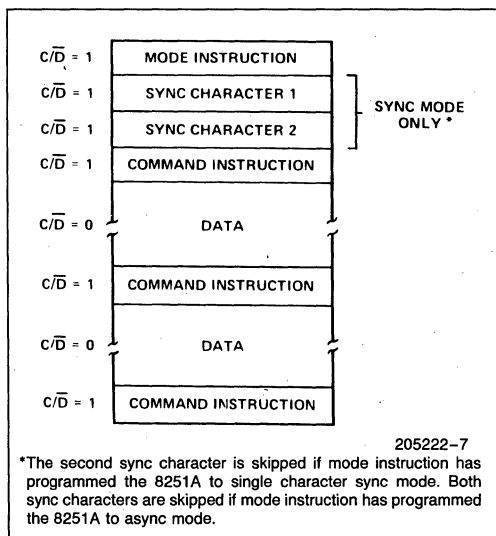 C/D̅ = 1 MODE INSTRUCTION
C/D̅ = 1 SYNC CHARACTER 1
SYNC MODE
ONLY *
C/D̅ = 1 SYNC CHARACTER 2
C/D̅ = 1 COMMAND INSTRUCTION
C/D̅ = 0 DATA
C/D̅ = 1 COMMAND INSTRUCTION
C/D̅ = 0 DATA
C/D̅ = 1 COMMAND INSTRUCTION
205222-7
*The second sync character is skipped if mode instruction has
programmed the 8251A to single character sync mode. Both
sync characters are skipped if mode instruction has programmed
the 8251A to async mode.